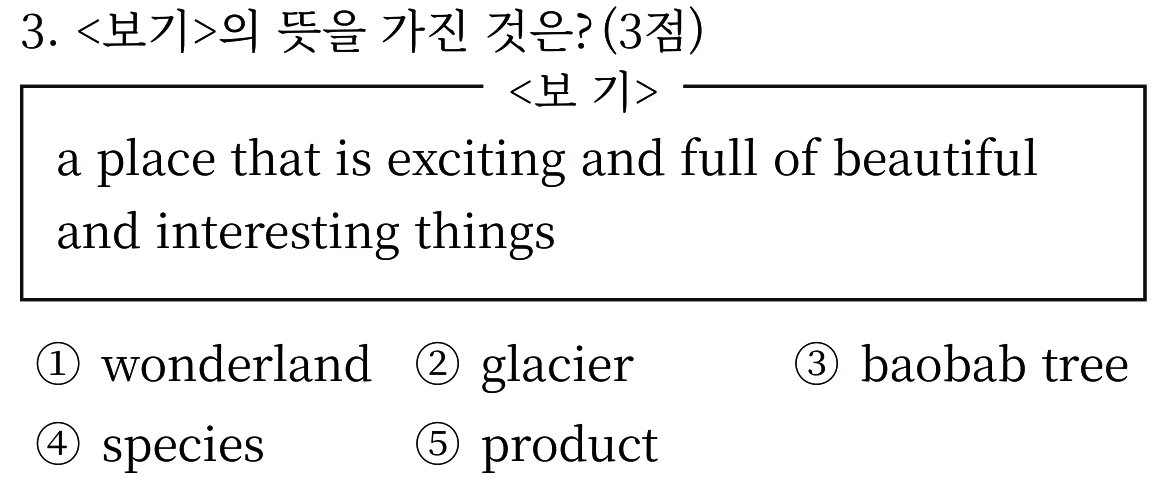 3. <보기>의 뜻을 가진 것은?(3점)
<보 기>
a place that is exciting and full of beautiful
and interesting things
① wonderland ② glacier ③ baobab tree
④ species ⑤ product